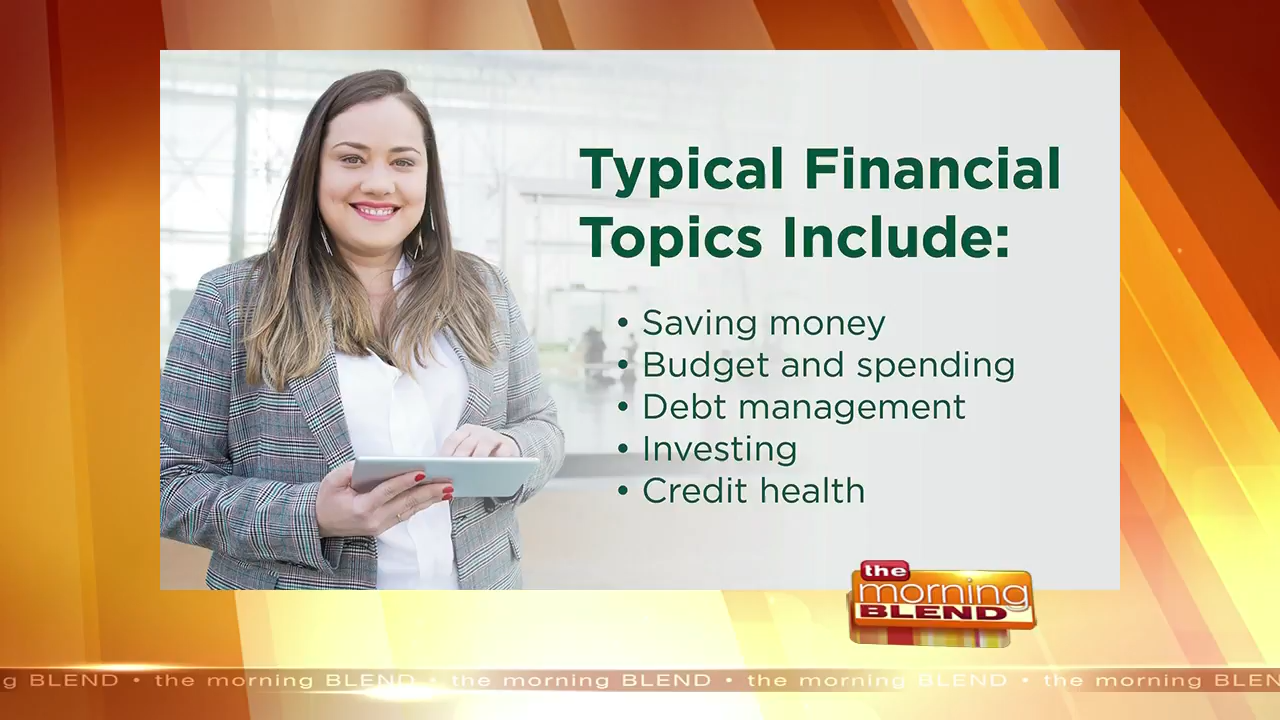 Typical Financial
Topics Include:
• Saving money
• Budget and spending
• Debt management
• Investing
• Credit health
the
morning
BLEND
g BLEND • the morning BLEND • the morning BLEND • the morning BLEND • the morning BLEN